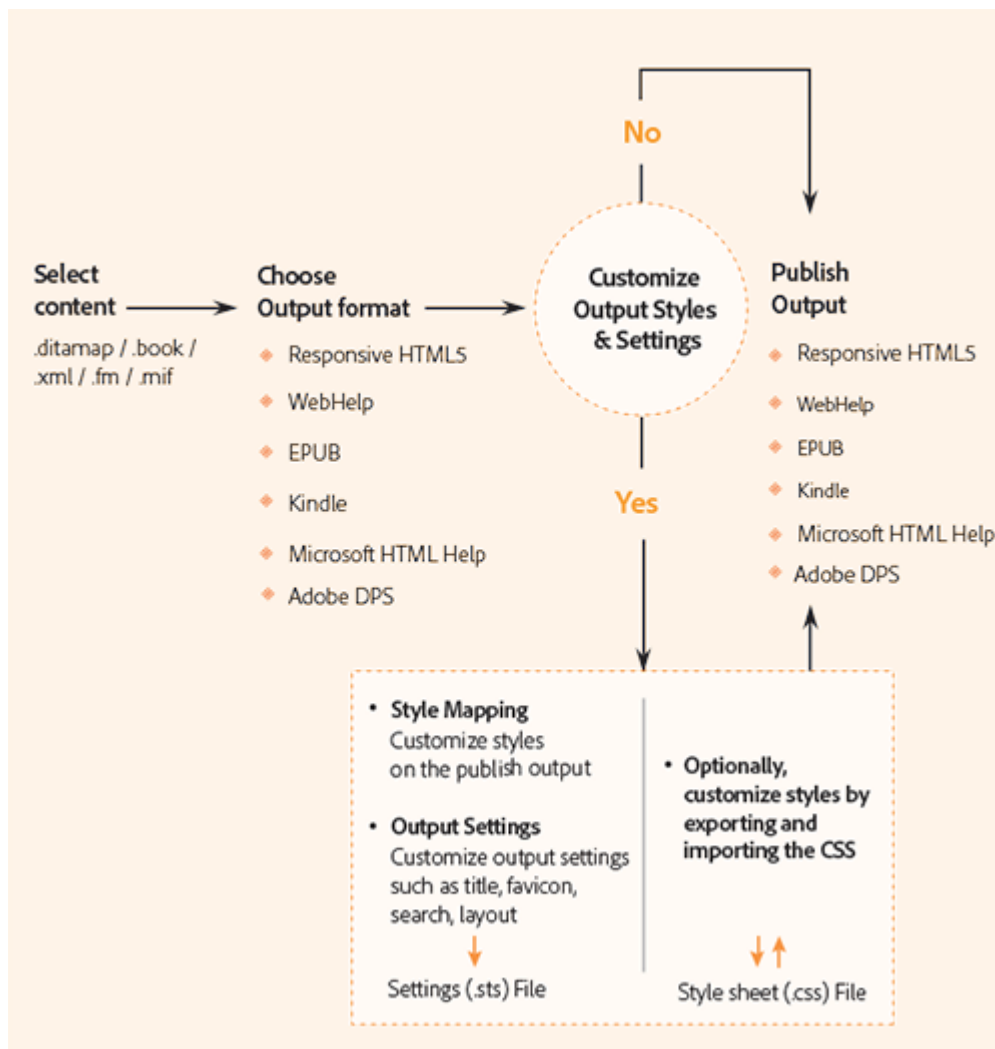 No
Select
content
.ditamap / .book /
.xml / .fm / .mif
Choose
Output format
Responsive HTML5
WebHelp
EPUB
Kindle
Microsoft HTML Help
Adobe DPS
Customize
Output Styles
& Settings
Yes
Publish
Output
Responsive HTML5
WebHelp
EPUB
Kindle
Microsoft HTML Help
Adobe DPS
• Style Mapping
Customize styles
on the publish output
• Output Settings
Customize output settings
such as title, favicon,
search, layout
Settings (.sts) File
• Optionally,
customize styles by
exporting and
importing the CSS
Style sheet (.css) File